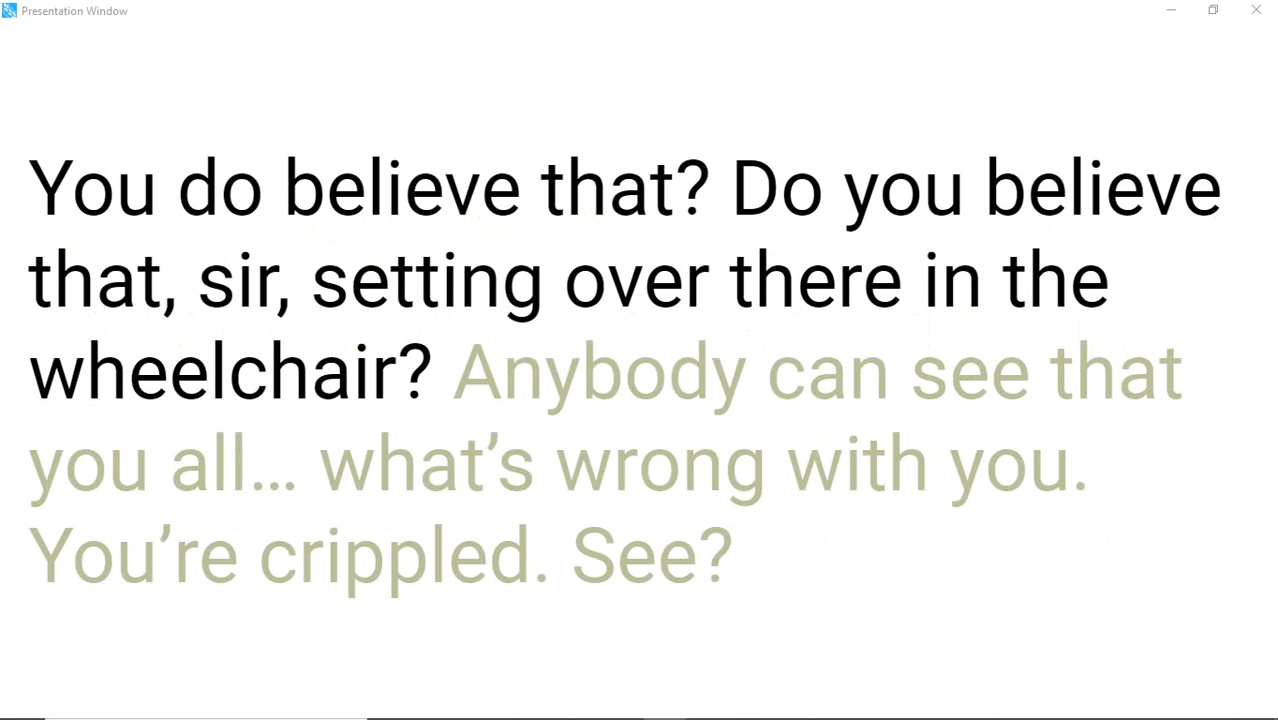 Presentation Window
You do believe that? Do you believe
that, sir, setting over there in the
wheelchair? Anybody can see that
you all… what’s wrong with you.
You’re crippled. See?